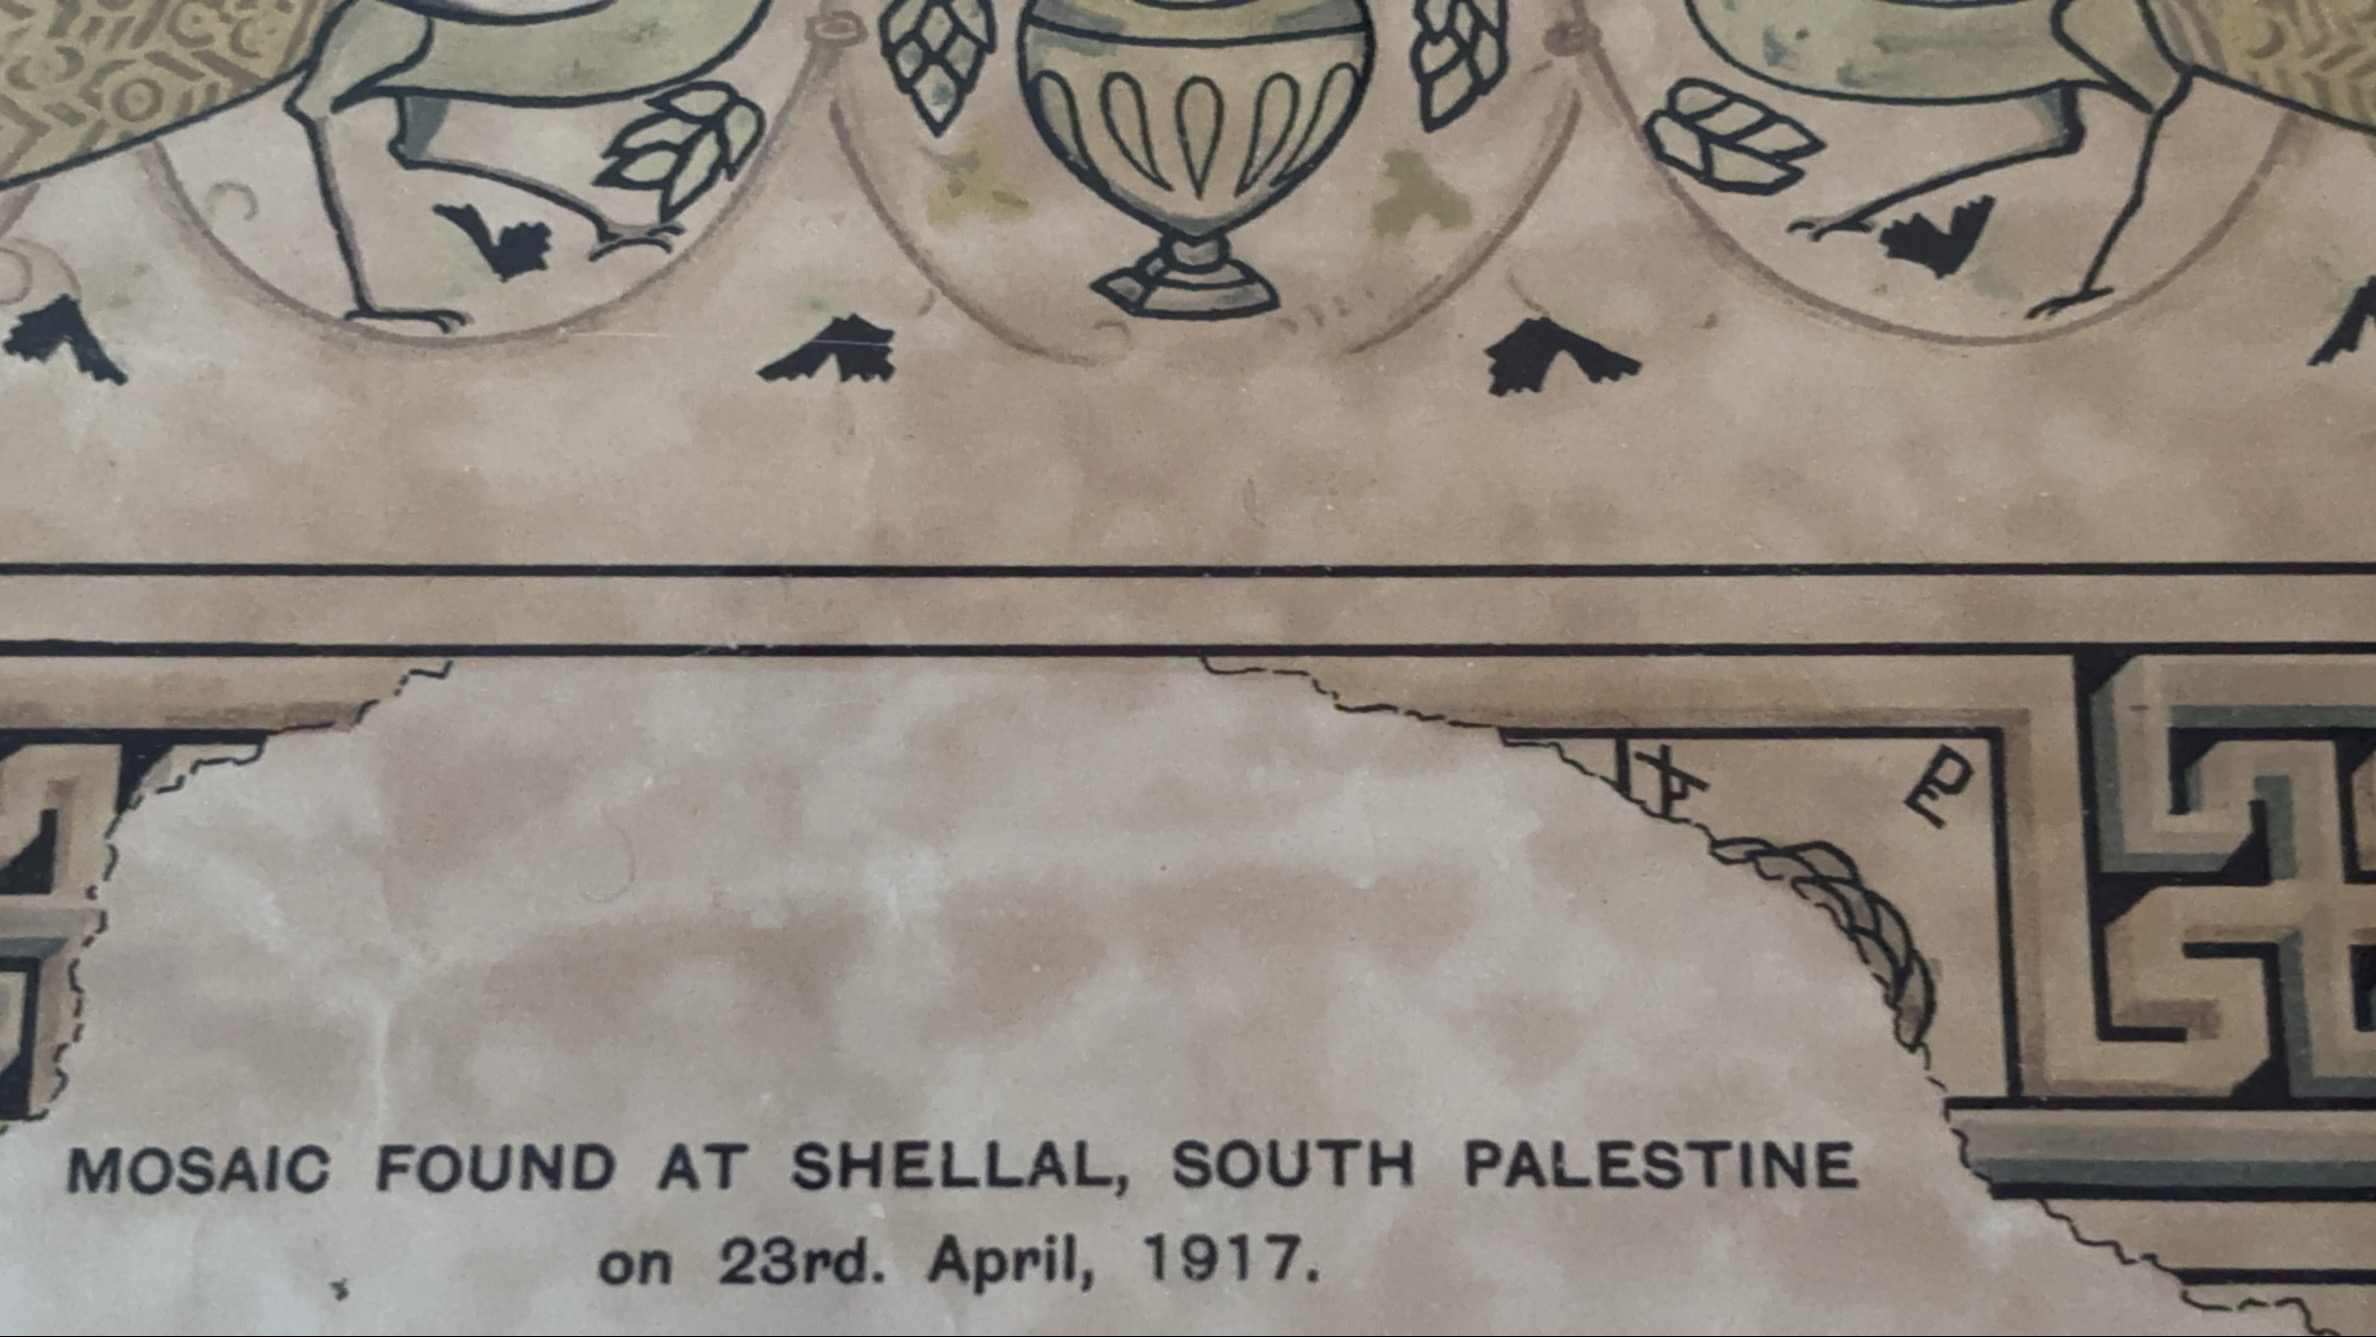 MOSAIC FOUND AT SHELLAL, SOUTH PALESTINE
on 23rd. April, 1917.